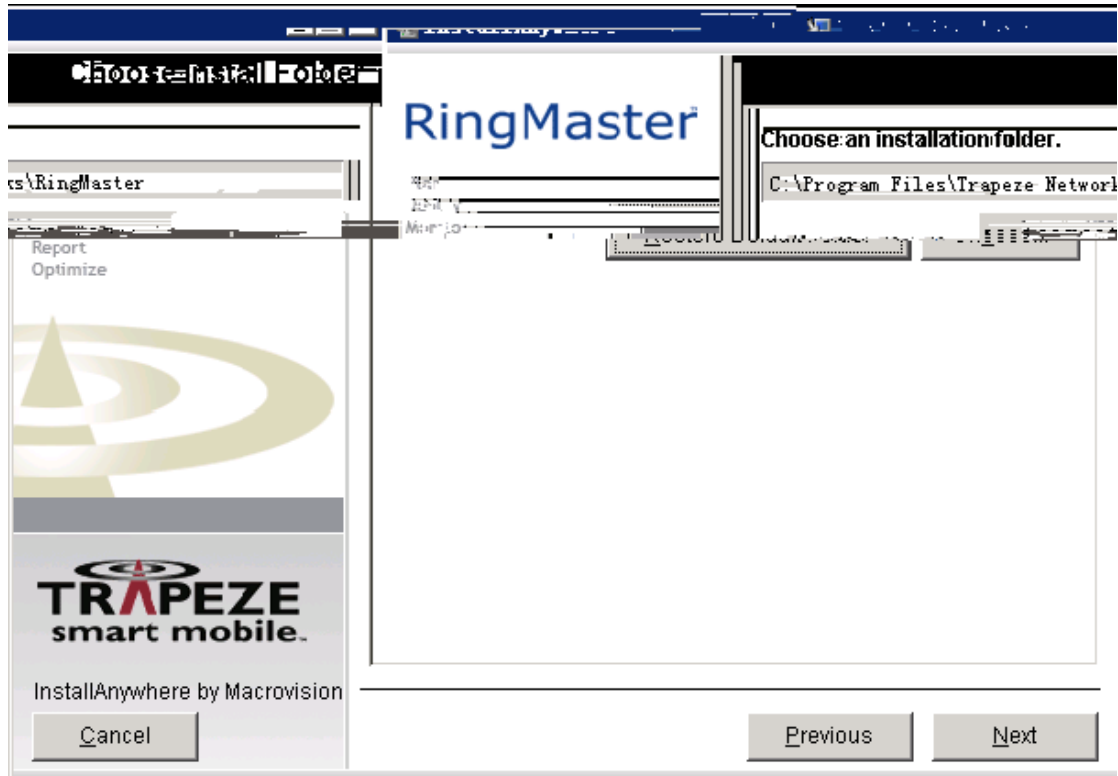 Choose Install Folder
RingMaster
Choose an installation folder.
ks\RingMaster
C:\Program Files\Trapeze Network
Report
Optimize
TRAPEZE
smart mobile.
InstallAnywhere by Macrovision
Cancel
Previous
Next